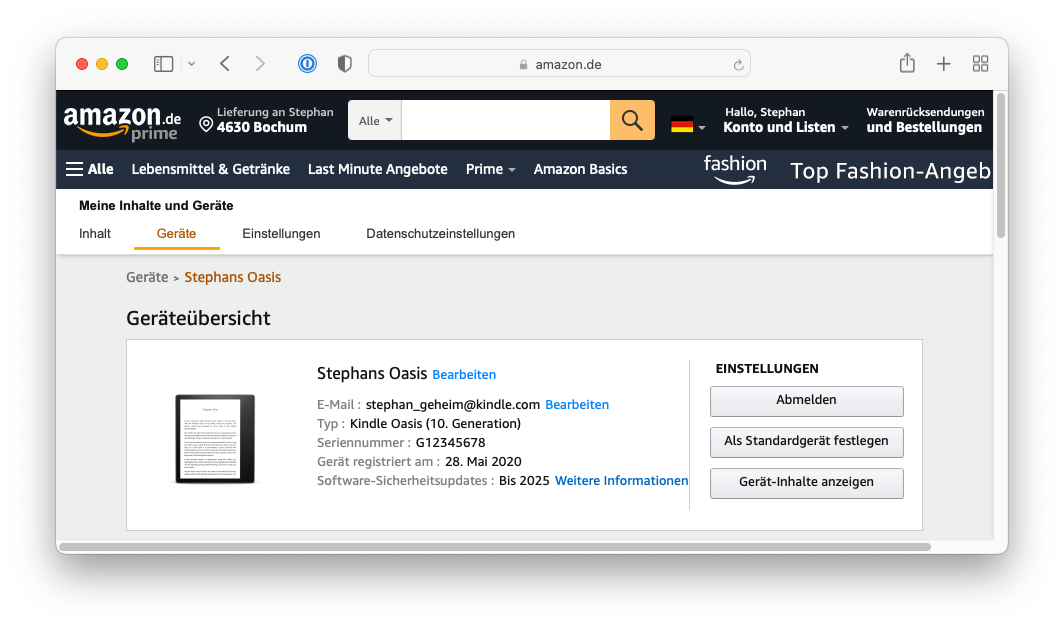 amazon.de
amazon.de
prime
Lieferung an Stephan
4630 Bochum
Alle
Hallo, Stephan
Konto und Listen
Warenrücksendungen
und Bestellungen
Alle
Lebensmittel & Getränke
Last Minute Angebote
Prime
Amazon Basics
fashion
Top Fashion-Angeb
Meine Inhalte und Geräte
Inhalt
Geräte
Einstellungen
Datenschutzeinstellungen
Geräte > Stephans Oasis
Geräteübersicht
Stephans Oasis Bearbeiten
E-Mail : stephan_geheim@kindle.com Bearbeiten
Typ : Kindle Oasis (10. Generation)
Seriennummer : G12345678
Gerät registriert am : 28. Mai 2020
Software-Sicherheitsupdates : Bis 2025 Weitere Informationen
EINSTELLUNGEN
Abmelden
Als Standardgerät festlegen
Gerät-Inhalte anzeigen